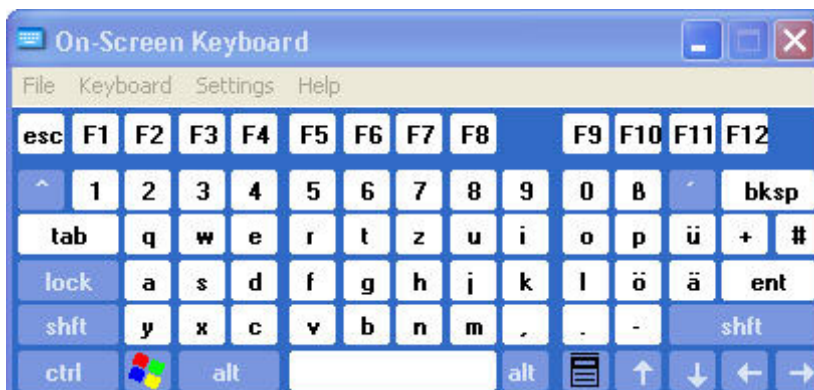 On-Screen Keyboard
File Keyboard Settings Help
esc F1 F2 F3 F4 F5 F6 F7 F8 F9 F10 F11 F12
^ 1 2 3 4 5 6 7 8 9 0 ß ´ bksp
tab q w e r t z u i o p ü + #
lock a s d f g h j k l ö ä ent
shft y x c v b n m , . - shft
ctrl alt alt ↑ ↓ ← →